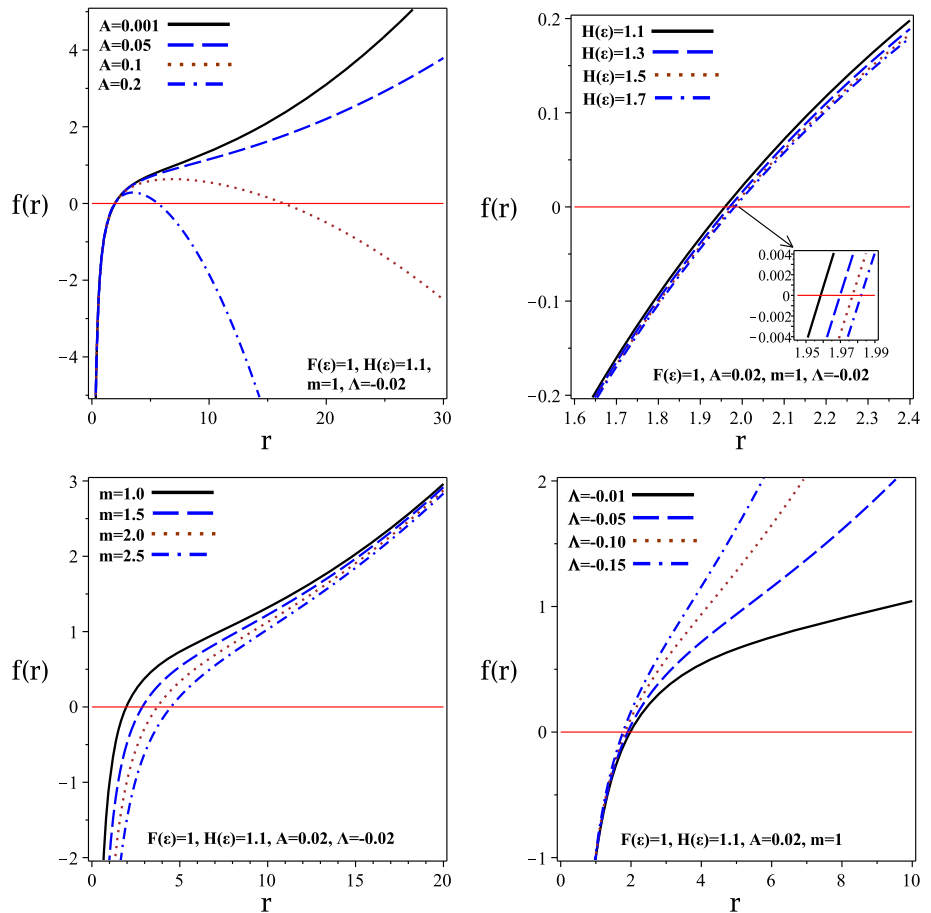 A=0.001
A=0.05
A=0.1
A=0.2
4
2
0
−2
−4
f(r)
0
10
20
30
r
F(ε)=1, H(ε)=1.1,
m=1, Λ=-0.02
H(ε)=1.1
H(ε)=1.3
H(ε)=1.5
H(ε)=1.7
0.2
0.1
0
−0.1
−0.2
f(r)
0.004
0.002
0
−0.002
−0.004
1.95
1.97
1.99
F(ε)=1, A=0.02, m=1, Λ=-0.02
1.6
1.7
1.8
1.9
2.0
2.1
2.2
2.3
2.4
r
m=1.0
m=1.5
m=2.0
m=2.5
3
2
1
0
−1
−2
f(r)
F(ε)=1, H(ε)=1.1, A=0.02, Λ=-0.02
0
5
10
15
20
r
Λ=-0.01
Λ=-0.05
Λ=-0.10
Λ=-0.15
2
1
0
−1
f(r)
F(ε)=1, H(ε)=1.1, A=0.02, m=1
0
2
4
6
8
10
r